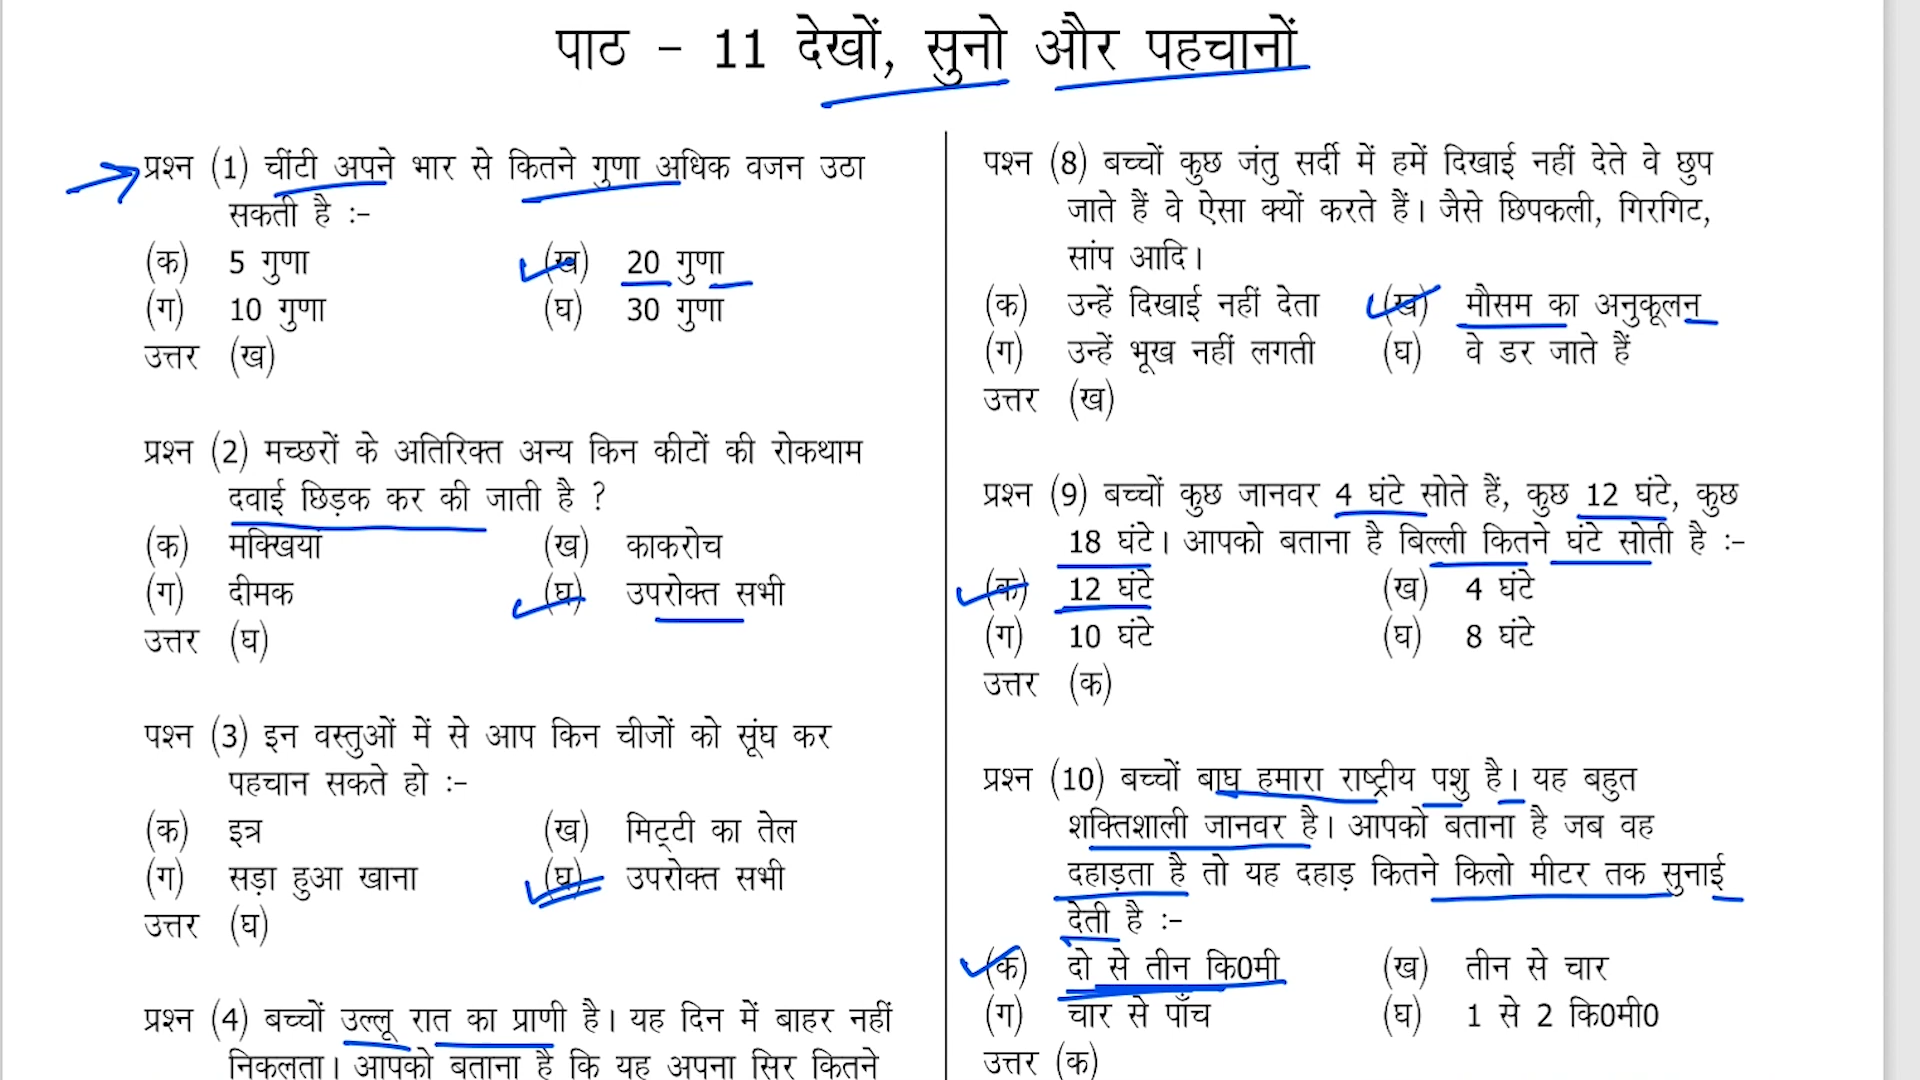 पाठ - 11 देखों, सुनो और पहचानों
प्रश्न (1) चींटी अपने भार से कितने गुणा अधिक वजन उठा
सकती है :-
(क) 5 गुणा (ख) 20 गुणा
(ग) 10 गुणा (घ) 30 गुणा
उत्तर (ख)
प्रश्न (2) मच्छरों के अतिरिक्त अन्य किन कीटों की रोकथाम
दवाई छिड़क कर की जाती है ?
(क) मक्खियां (ख) काकरोच
(ग) दीमक (घ) उपरोक्त सभी
उत्तर (घ)
पश्न (3) इन वस्तुओं में से आप किन चीजों को सूंघ कर
पहचान सकते हो :-
(क) इत्र (ख) मिट्टी का तेल
(ग) सड़ा हुआ खाना (घ) उपरोक्त सभी
उत्तर (घ)
प्रश्न (4) बच्चों उल्लू रात का प्राणी है। यह दिन में बाहर नहीं
निकलता। आपको बताना है कि यह अपना सिर कितने
पश्न (8) बच्चों कुछ जंतु सर्दी में हमें दिखाई नहीं देते वे छुप
जाते हैं वे ऐसा क्यों करते हैं। जैसे छिपकली, गिरगिट,
सांप आदि।
(क) उन्हें दिखाई नहीं देता (ख) मौसम का अनुकूलन
(ग) उन्हें भूख नहीं लगती (घ) वे डर जाते हैं
उत्तर (ख)
प्रश्न (9) बच्चों कुछ जानवर 4 घंटे सोते हैं, कुछ 12 घंटे, कुछ
18 घंटे। आपको बताना है बिल्ली कितने घंटे सोती है :-
(क) 12 घंटे (ख) 4 घंटे
(ग) 10 घंटे (घ) 8 घंटे
उत्तर (क)
प्रश्न (10) बच्चों बाघ हमारा राष्ट्रीय पशु है। यह बहुत
शक्तिशाली जानवर है। आपको बताना है जब वह
दहाड़ता है तो यह दहाड़ कितने किलो मीटर तक सुनाई
देती है :-
(क) दो से तीन कि0मी (ख) तीन से चार
(ग) चार से पाँच (घ) 1 से 2 कि0मी0
उत्तर (क)